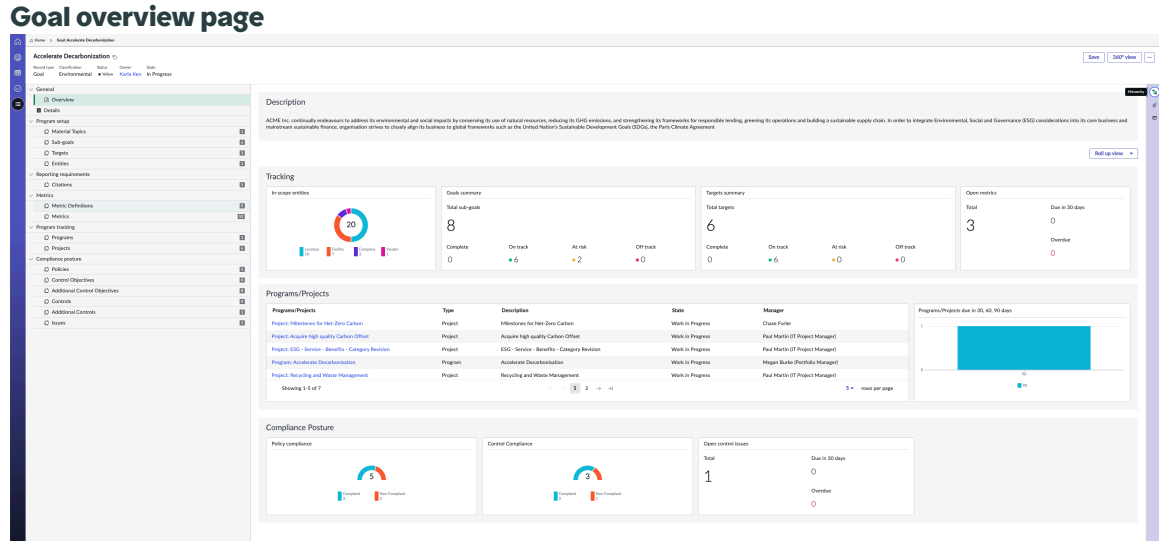 Goal overview page
Home > Goal: Accelerate Decarbonization
Accelerate Decarbonization
Save
360° view
Record type Classification Status Owner State
Goal Environmental Yellow Karla Ken In Progress
General
Overview
Details
Program setup
Material Topics
Sub-goals
Targets
Entities
Reporting requirements
Citations
Metrics
Metric Definitions
Metrics
Program tracking
Programs
Projects
Compliance posture
Policies
Control Objectives
Additional Control Objectives
Controls
Additional Controls
Issues
Hierarchy
Description
ACME Inc. continually endeavours to address its environmental and social impacts by conserving its use of natural resources, reducing its GHG emissions, and strengthening its frameworks for responsible lending, greening its operations and building a sustainable supply chain. In order to integrate Environmental, Social and Governance (ESG) considerations into its core business and
mainstream sustainable finance, organisation strives to closely align its business to global frameworks such as the United Nation's Sustainable Development Goals (SDGs), the Paris Climate Agreement
Roll up view
Tracking
In-scope entities
20
Location Facility Company Vendor
10 7 2 1
Goals summary
Total sub-goals
8
Complete On track At risk Off track
0 6 2 0
Targets summary
Total targets
6
Complete On track At risk Off track
0 6 0 0
Open metrics
Total
3
Due in 30 days
0
Overdue
0
Programs/Projects
Programs/Projects Type Description State Manager
Project: Milestones for Net-Zero Carbon Project Milestones for Net-Zero Carbon Work in Progress Chase Furler
Project: Acquire high quality Carbon Offset Project Acquire high quality Carbon Offset Work in Progress Paul Martin (IT Project Manager)
Project: ESG - Service - Benefits - Category Revision Project ESG - Service - Benefits - Category Revision Work in Progress Paul Martin (IT Project Manager)
Program: Accelerate Decarbonisation Program Accelerate Decarbonisation Work in Progress Megan Burke (Portfolio Manager)
Project: Recycling and Waste Management Project Recycling and Waste Management Work in Progress Paul Martin (IT Project Manager)
Showing 1-5 of 7
1 2
5 rows per page
Programs/Projects due in 30, 60, 90 days
1
0
90
90
Compliance Posture
Policy compliance
5
Compliant Non Compliant
3 2
Control Compliance
3
Compliant Non Compliant
2 1
Open control issues
Total
1
Due in 30 days
0
Overdue
0